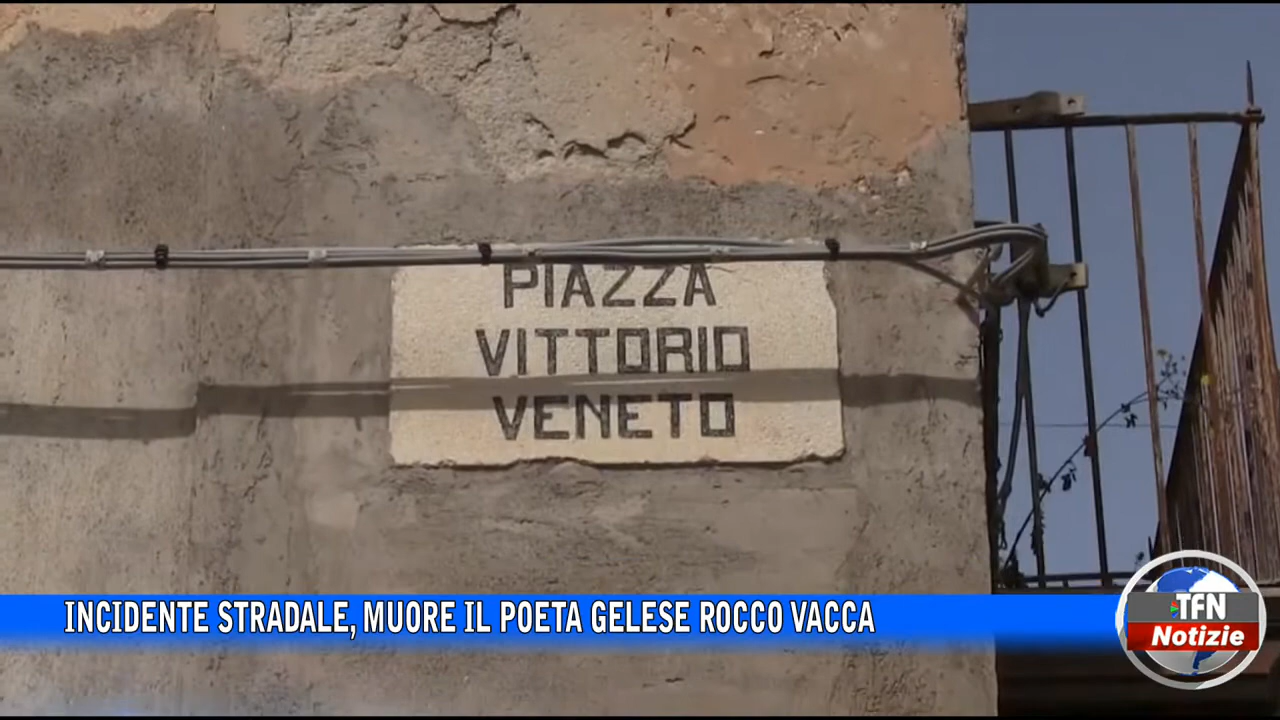 PIAZZA
VITTORIO
VENETO
INCIDENTE STRADALE, MUORE IL POETA GELESE ROCCO VACCA
TFN
Notizie